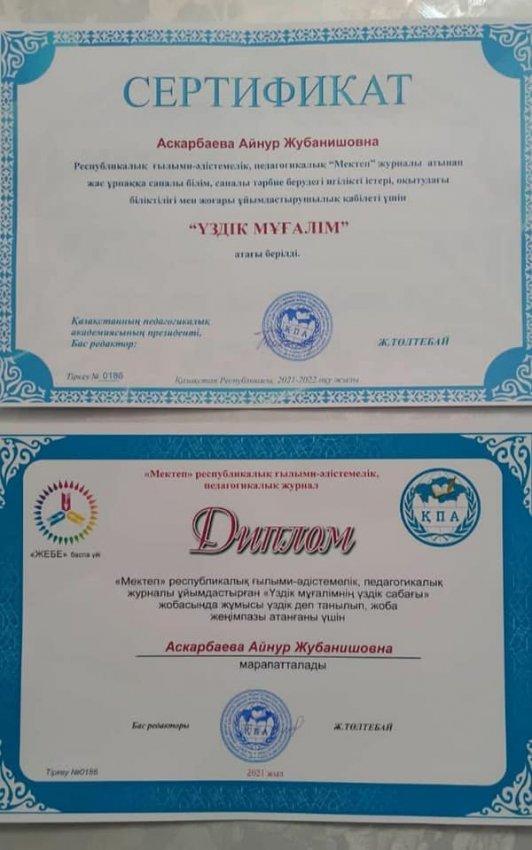 СЕРТИФИКАТ
Аскарбаева Айнур Жубанишовна
Республикалық ғылыми-әдістемелік, педагогикалық “Мектеп” журналы атынан
жас ұрпаққа сапалы білім, саналы тәрбие берудегі игілікті істері, оқытудағы
біліктілігі мен жоғары ұйымдастырушылық қабілеті үшін
“ҮЗДІК МҰҒАЛІМ”
атағы берілді.
Қазақстанның педагогикалық
академиясының президенті,
Бас редактор:
ҚПА
Ж.ТӨЛТЕБАЙ
Тіркеу № 0186
Қазақстан Республикасы, 2021-2022 оқу жылы
«Мектеп» республикалық ғылыми-әдістемелік,
педагогикалық журнал
«ЖЕБЕ» баспа үйі
ҚПА
Диплом
«Мектеп» республикалық ғылыми-әдістемелік, педагогикалық
журналы ұйымдастырған «Үздік мұғалімнің үздік сабағы»
жобасында жұмысы үздік деп танылып, жоба
жеңімпазы атанғаны үшін
Аскарбаева Айнур Жубанишовна
марапатталады
Бас редакторы
ҚПА
Ж.ТӨЛТЕБАЙ
Тіркеу №0186
2021 жыл